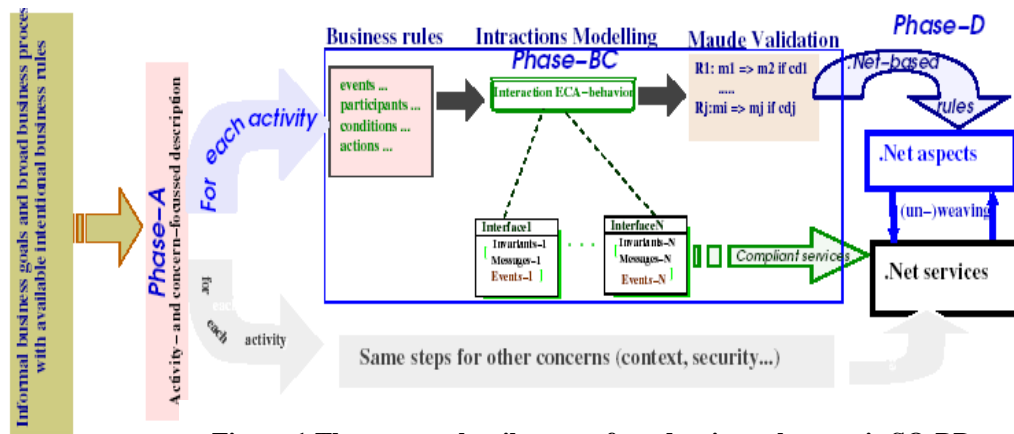 Informal business goals and broad business proces
with available intentional business rules
Phase-A
Activity- and concern-focussed description
For each activity
for each activity
Business rules
events ...
participants ...
conditions ...
actions ...
Intractions Modelling
Phase-BC
Interaction ECA-behavior
Interface1
Invariants-1
Messages-1
Events-1
. . .
InterfaceN
Invariants-N
Messages-N
Events-N
Maude Validation
R1: m1 => m2 if cd1
.....
Rj:mi => mj if cdj
Compliant services
Phase-D
.Net-based
rules
.Net aspects
(un-)weaving
.Net services
each
Same steps for other concerns (context, security...)